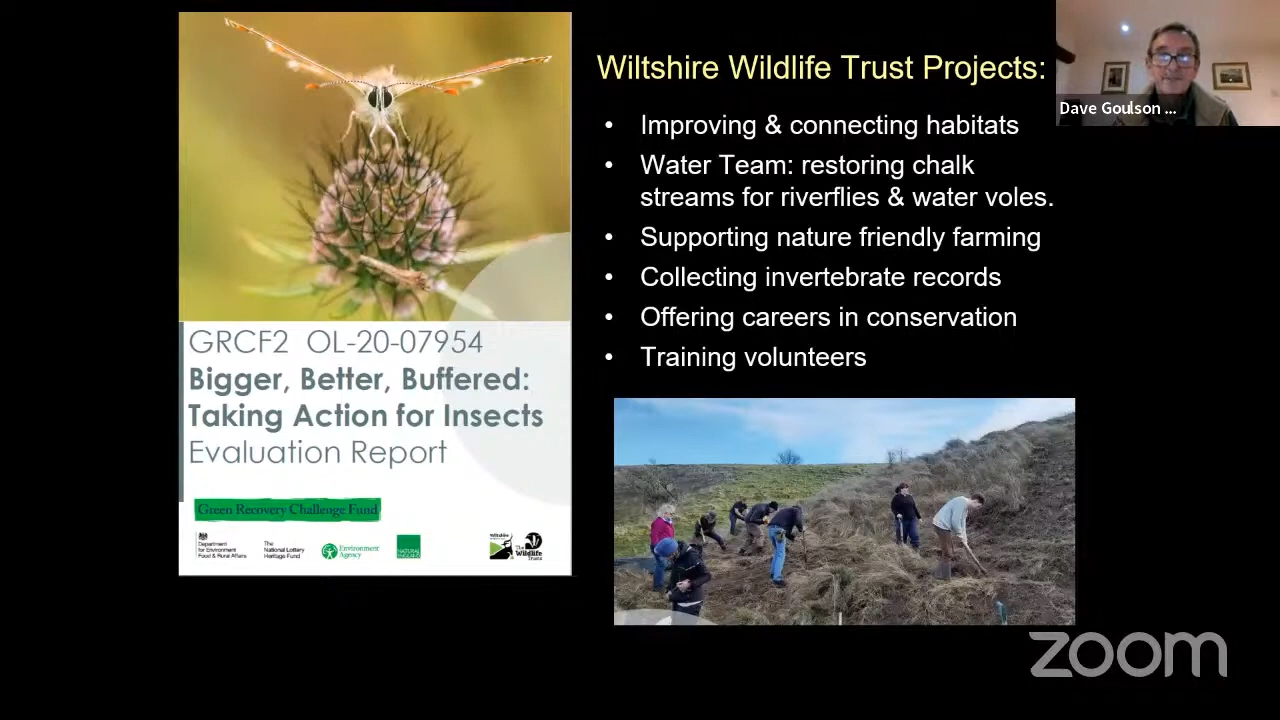 Wiltshire Wildlife Trust Projects:
• Improving & connecting habitats
• Water Team: restoring chalk
streams for riverflies & water voles.
• Supporting nature friendly farming
• Collecting invertebrate records
• Offering careers in conservation
• Training volunteers
GRCF2 OL-20-07954
Bigger, Better, Buffered:
Taking Action for Insects
Evaluation Report
Green Recovery Challenge Fund
Department
for Environment
Food & Rural Affairs
The
National Lottery
Heritage Fund
Environment
Agency
NATURAL
ENGLAND
Wiltshire
The
Wildlife
Trusts
Dave Goulson ...
zoom